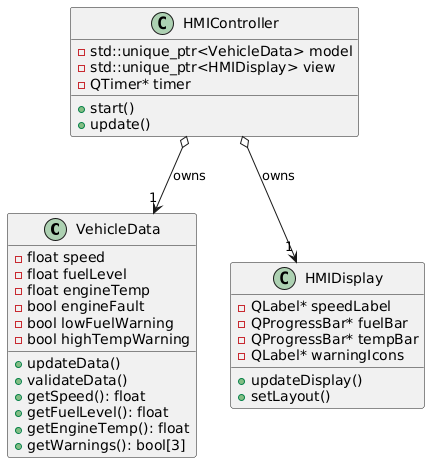 C HMIController
std::unique_ptr<VehicleData> model
std::unique_ptr<HMIDisplay> view
QTimer* timer
start()
update()
owns
owns
1
1
C VehicleData
float speed
float fuelLevel
float engineTemp
bool engineFault
bool lowFuelWarning
bool highTempWarning
updateData()
validateData()
getSpeed(): float
getFuelLevel(): float
getEngineTemp(): float
getWarnings(): bool[3]
C HMIDisplay
QLabel* speedLabel
QProgressBar* fuelBar
QProgressBar* tempBar
QLabel* warningIcons
updateDisplay()
setLayout()